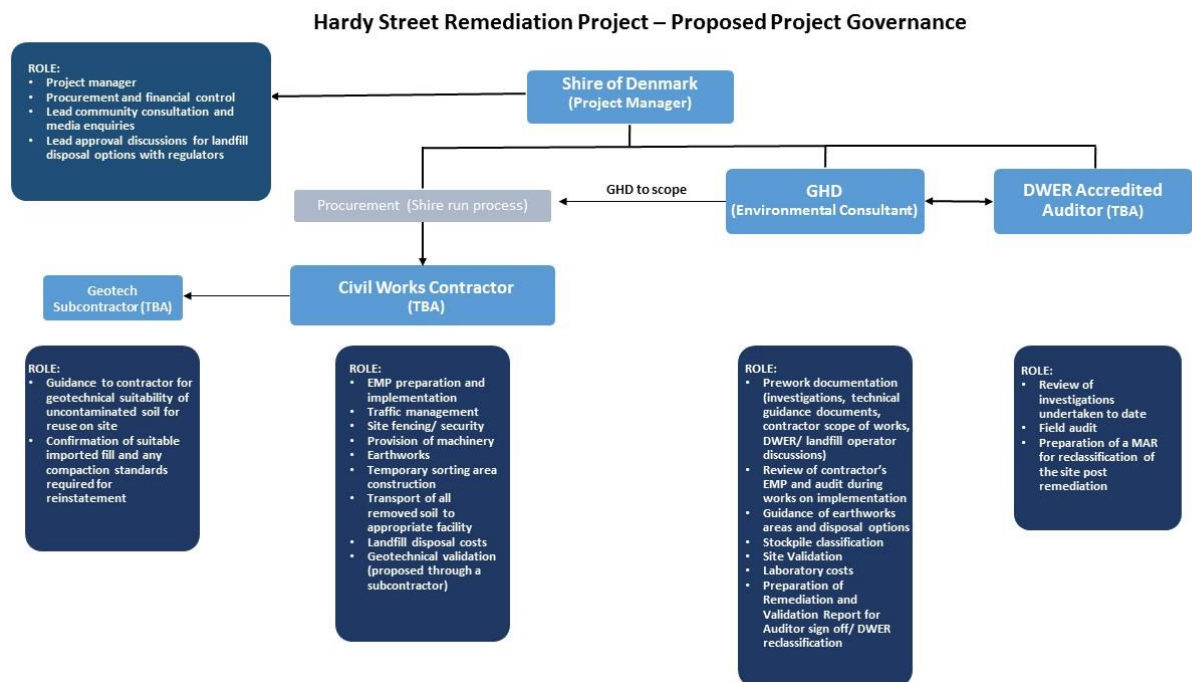 Hardy Street Remediation Project – Proposed Project Governance
ROLE:
• Project manager
• Procurement and financial control
• Lead community consultation and
media enquiries
• Lead approval discussions for landfill
disposal options with regulators
Shire of Denmark
(Project Manager)
Procurement (Shire run process)
GHD to scope
GHD
(Environmental Consultant)
DWER Accredited
Auditor (TBA)
Geotech
Subcontractor (TBA)
Civil Works Contractor
(TBA)
ROLE:
• Guidance to contractor for
geotechnical suitability of
uncontaminated soil for
reuse on site
• Confirmation of suitable
imported fill and any
compaction standards
required for
reinstatement
ROLE:
• EMP preparation and
implementation
• Traffic management
• Site fencing/ security
• Provision of machinery
• Earthworks
• Temporary sorting area
construction
• Transport of all
removed soil to
appropriate facility
• Landfill disposal costs
• Geotechnical validation
(proposed through a
subcontractor)
ROLE:
• Prework documentation
(investigations, technical
guidance documents,
contractor scope of works,
DWER/ landfill operator
discussions)
• Review of contractor's
EMP and audit during
works on implementation
• Guidance of earthworks
areas and disposal options
• Stockpile classification
• Site Validation
• Laboratory costs
• Preparation of
Remediation and
Validation Report for
Auditor sign off/ DWER
reclassification
ROLE:
• Review of
investigations
undertaken to date
• Field audit
• Preparation of a MAR
for reclassification of
the site post
remediation